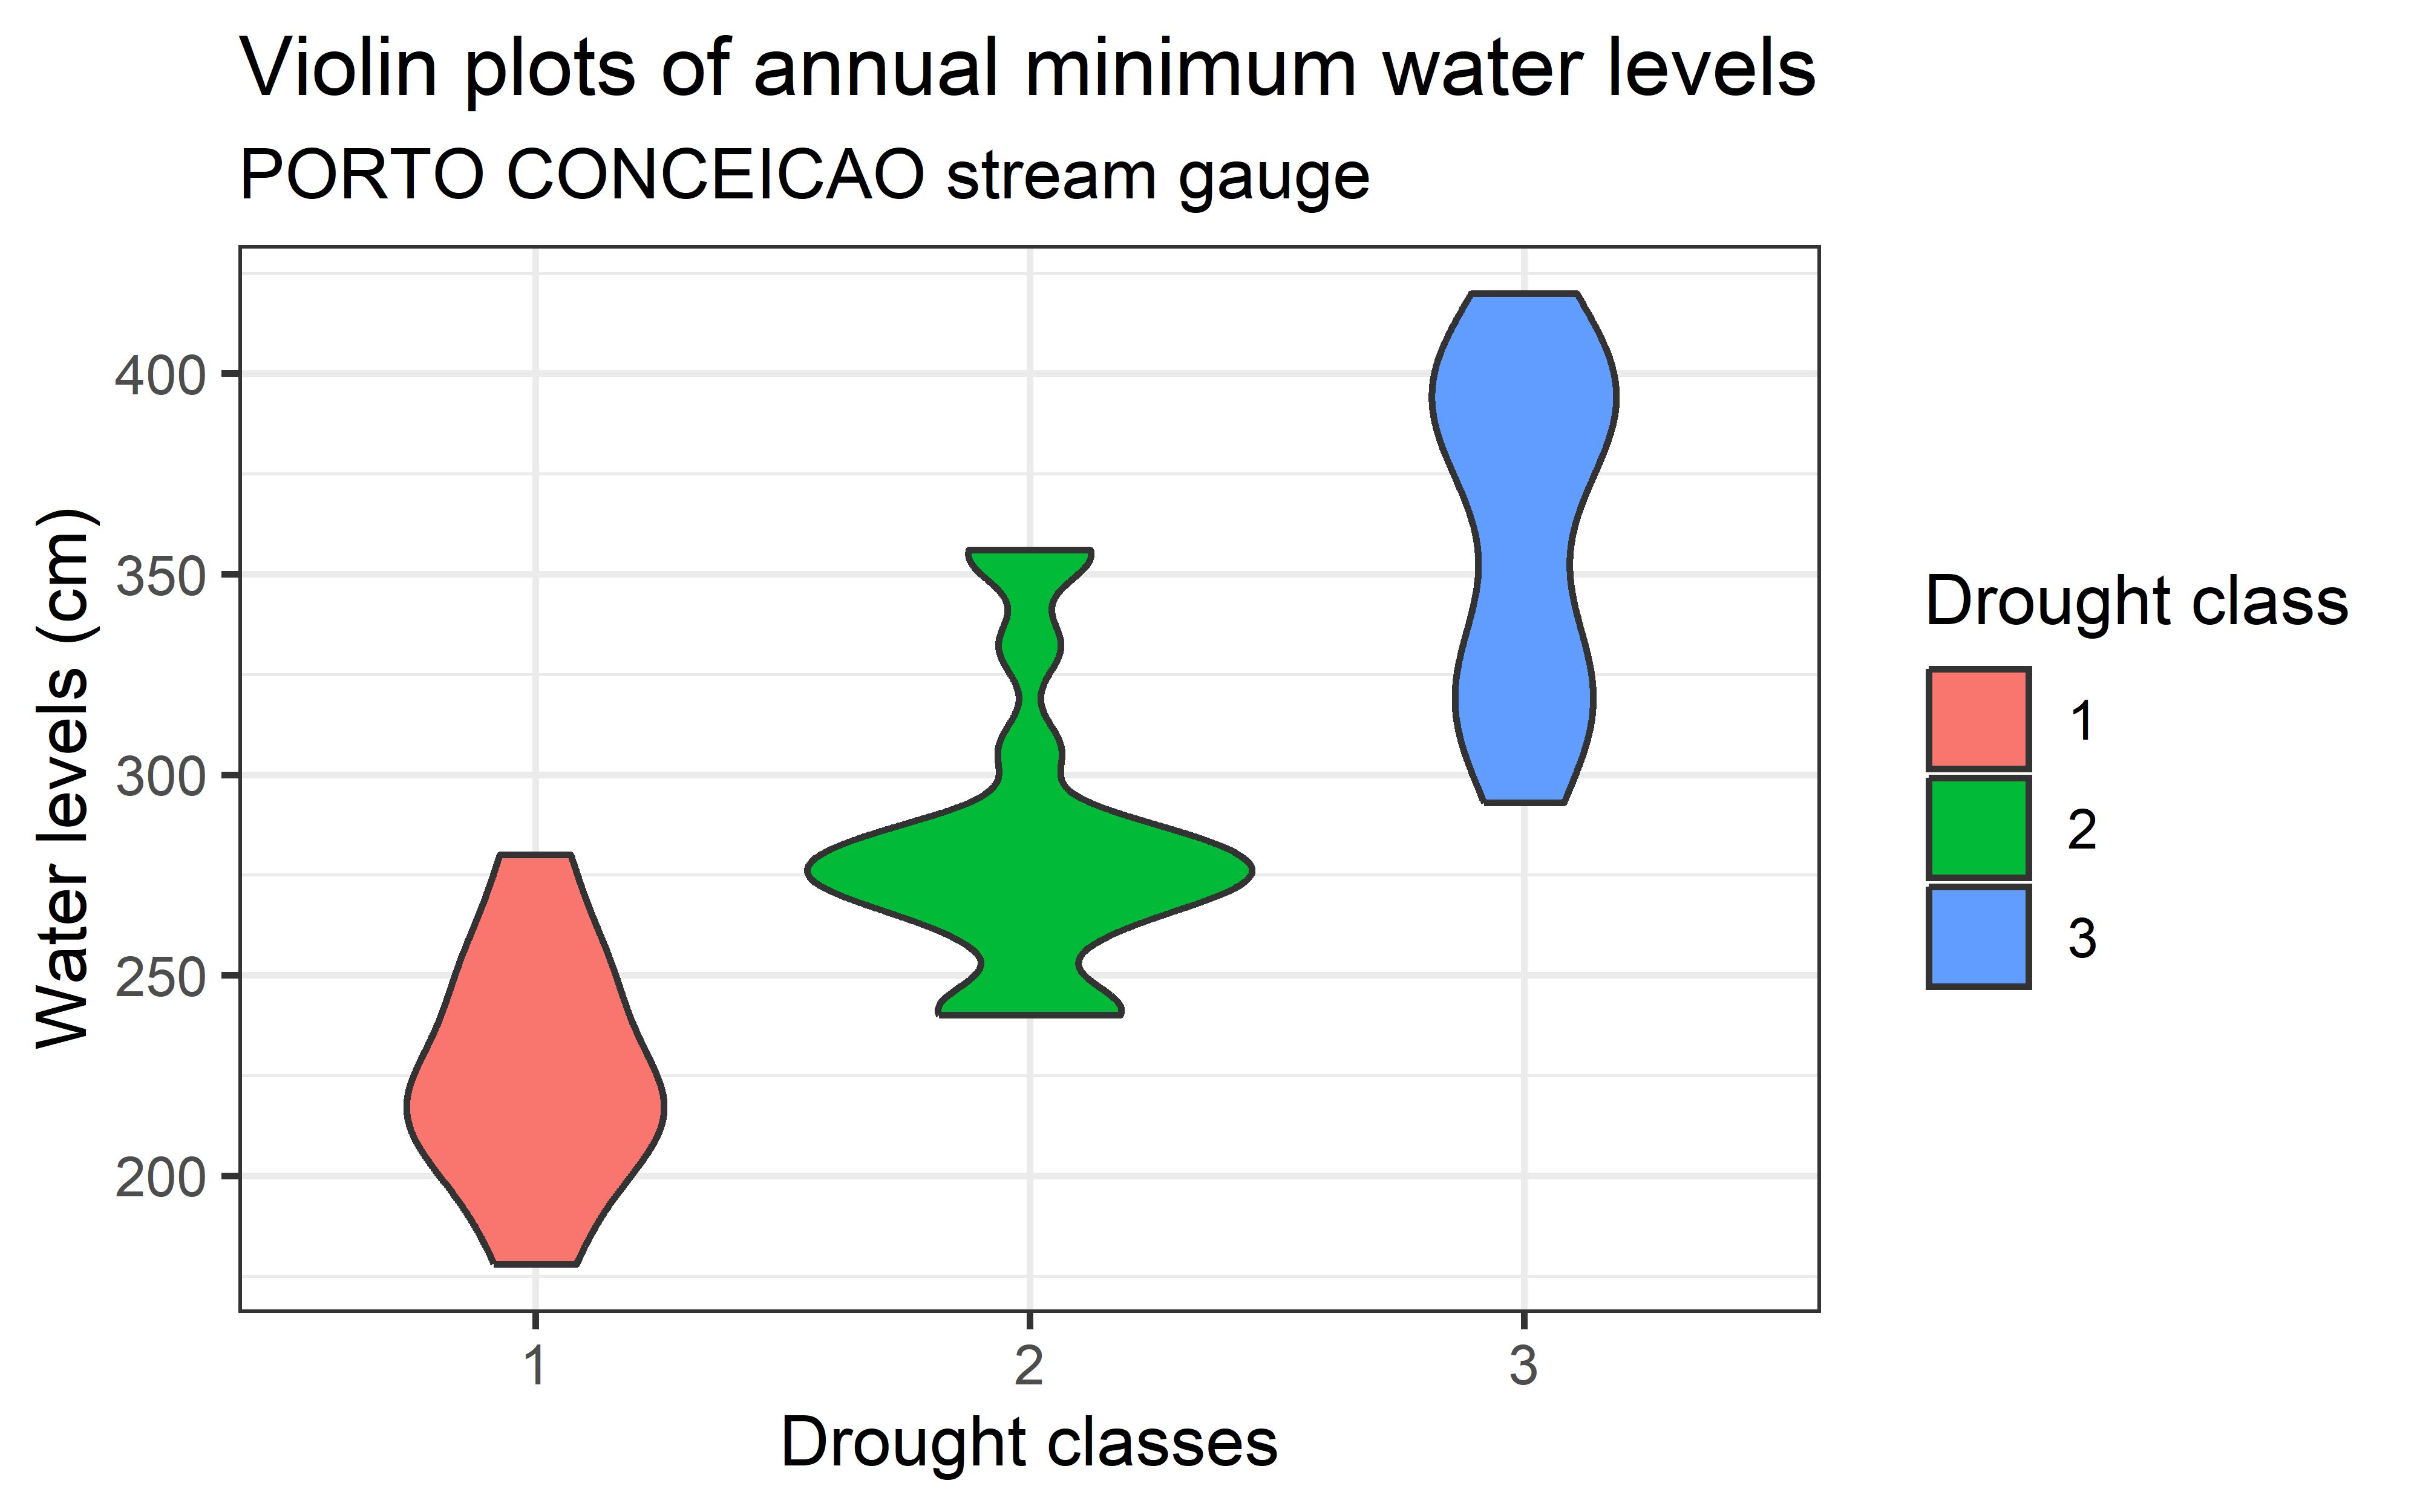 Violin plots of annual minimum water levels
PORTO CONCEICAO stream gauge
Water levels (cm)
400
350
300
250
200
1 2 3
Drought classes
Drought class
1
2
3